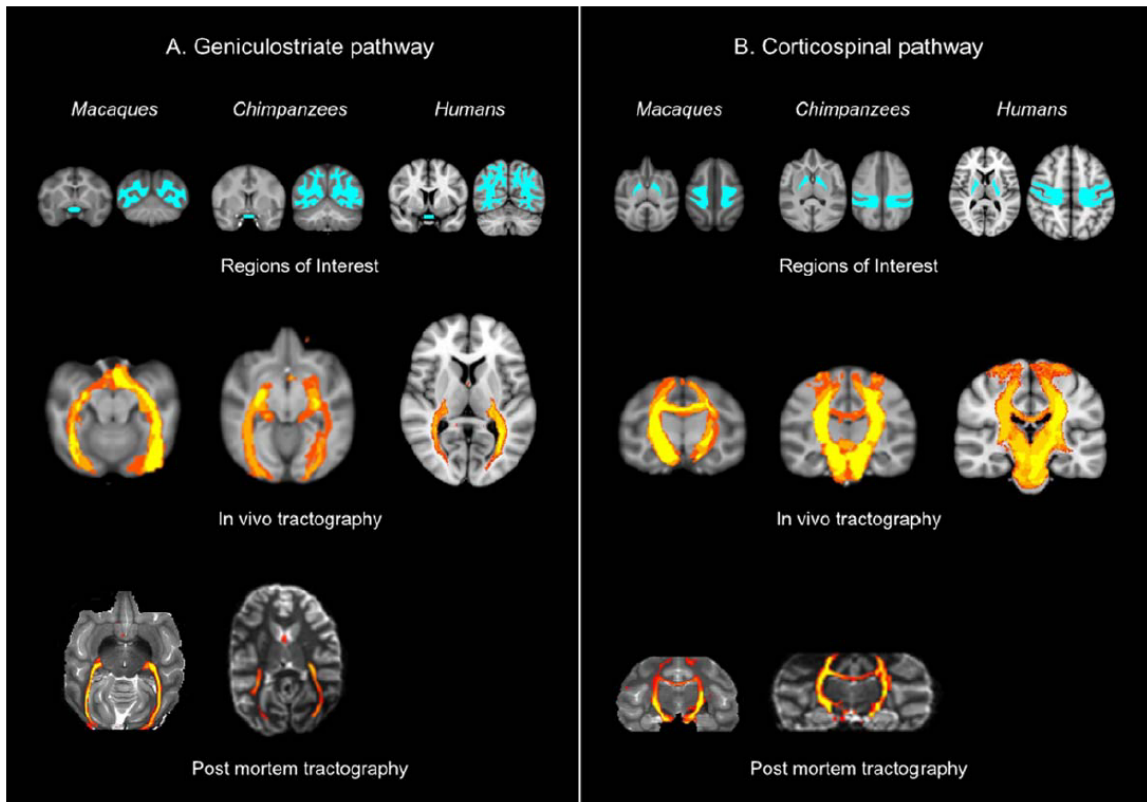 A. Geniculostriate pathway
Macaques Chimpanzees Humans
Regions of Interest
In vivo tractography
Post mortem tractography
B. Corticospinal pathway
Macaques Chimpanzees Humans
Regions of Interest
In vivo tractography
Post mortem tractography